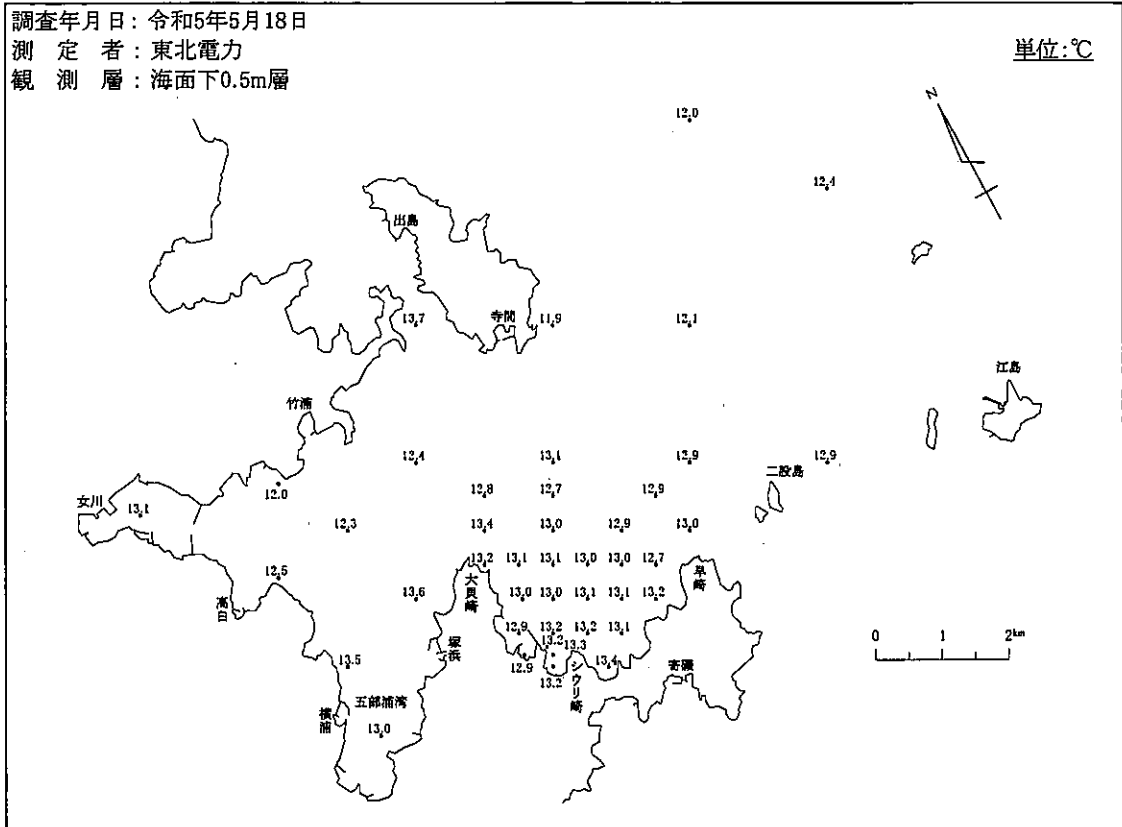 調査年月日：令和5年5月18日
測定者：東北電力
観測層：海面下0.5m層
単位：℃
12.0
N
12.4
出島
13.7
寺間
11.9
12.1
江島
竹浦
12.4
13.1
12.9
12.9
二股島
女川
13.1
12.0
12.8
12.7
12.9
12.3
13.4
13.0
12.9
13.0
13.2
13.1
13.1
13.0
13.0
12.7
早崎
12.5
高白
大貝崎
13.6
13.0
13.0
13.1
13.1
13.2
12.9
13.2
13.2
13.1
塚浜
13.2
13.3
13.5
12.9
13.2
シウリ崎
13.4
寄磯
0 1 2km
横浦
五部浦湾
13.0